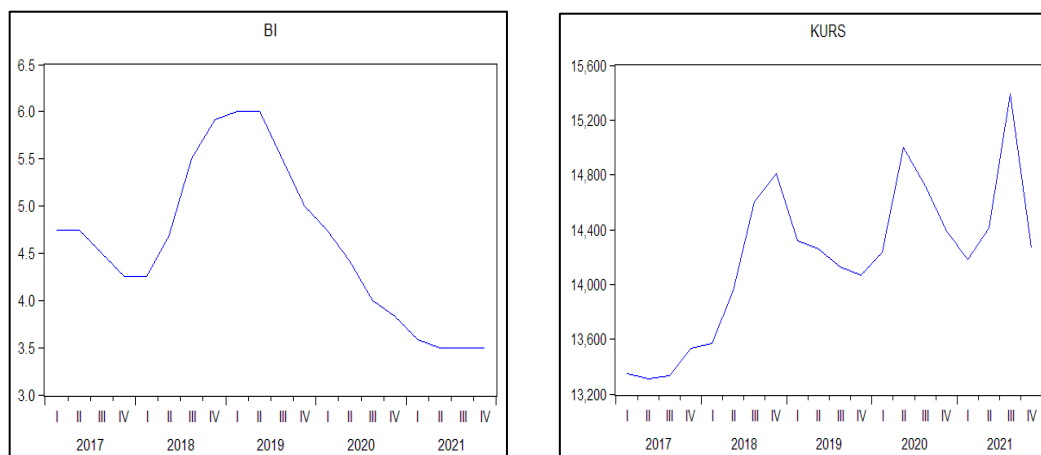 BI
6.5
6.0
5.5
5.0
4.5
4.0
3.5
3.0
I II III IV I II III IV I II III IV I II III IV I II III IV
2017 2018 2019 2020 2021
KURS
15,600
15,200
14,800
14,400
14,000
13,600
13,200
I II III IV I II III IV I II III IV I II III IV I II III IV
2017 2018 2019 2020 2021